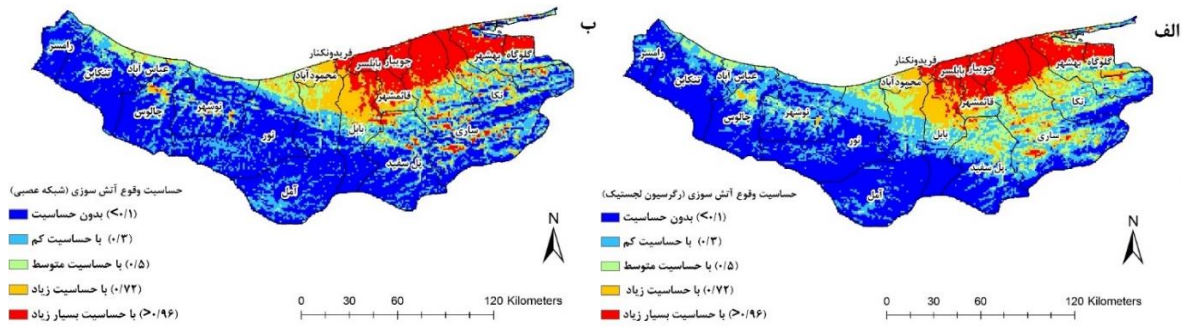 الف
رامسر
تنکابن
عباس آباد
چالوس
نوشهر
نور
آمل
محمودآباد
فریدونکنار
بابلسر
جویبار
قائمشهر
بابل
پل سفید
ساری
نکا
بهشهر
گلوگاه
حساسیت وقوع آتش سوزی (رگرسیون لجستیک)
(<۰/۱) بدون حساسیت
(۰/۳) با حساسیت کم
(۰/۵) با حساسیت متوسط
(۰/۷۲) با حساسیت زیاد
(>۰/۹۶) با حساسیت بسیار زیاد
N
0 30 60 120 Kilometers
ب
رامسر
تنکابن
عباس آباد
چالوس
نوشهر
نور
آمل
محمودآباد
فریدونکنار
بابلسر
جویبار
قائمشهر
بابل
پل سفید
ساری
نکا
بهشهر
گلوگاه
حساسیت وقوع آتش سوزی (شبکه عصبی)
(<۰/۱) بدون حساسیت
(۰/۳) با حساسیت کم
(۰/۵) با حساسیت متوسط
(۰/۷۲) با حساسیت زیاد
(>۰/۹۶) با حساسیت بسیار زیاد
N
0 30 60 120 Kilometers